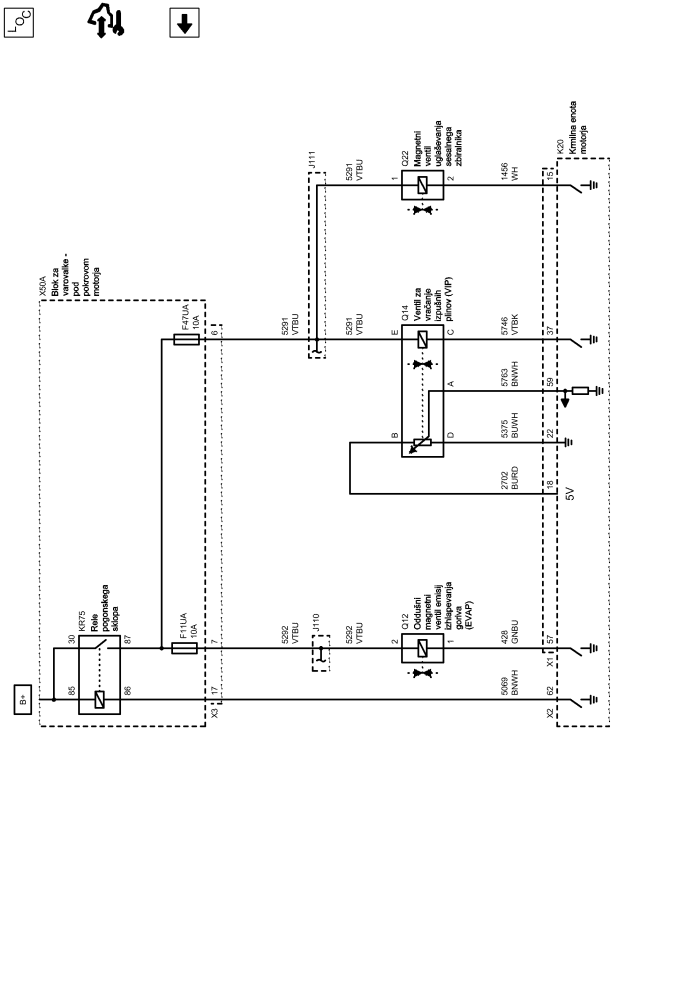 LOC
B+
X50A
Blok za
varovalke -
pod
pokrovom
motorja
KR75
Rele
pogonskega
sklopa
85
30
86
87
F47UA
10A
F11UA
10A
X3
17
7
6
5292
VTBU
5291
VTBU
J110
J111
5292
VTBU
5291
VTBU
5291
VTBU
Q12
Oddušni
magnetni
ventil emisij
izhlapevanja
goriva
(EVAP)
2
1
Q14
Ventil za
vračanje
izpušnih
plinov (VIP)
B
E
D
A
C
Q22
Magnetni
ventil
uglaševanja
sesalnega
zbiralnika
1
2
5069
BNWH
428
GNBU
2702
BURD
5375
BUWH
5763
BNWH
5746
VTBK
1456
WH
X2
62
X1
57
18
22
59
37
15
5V
K20
Krmilna enota
motorja